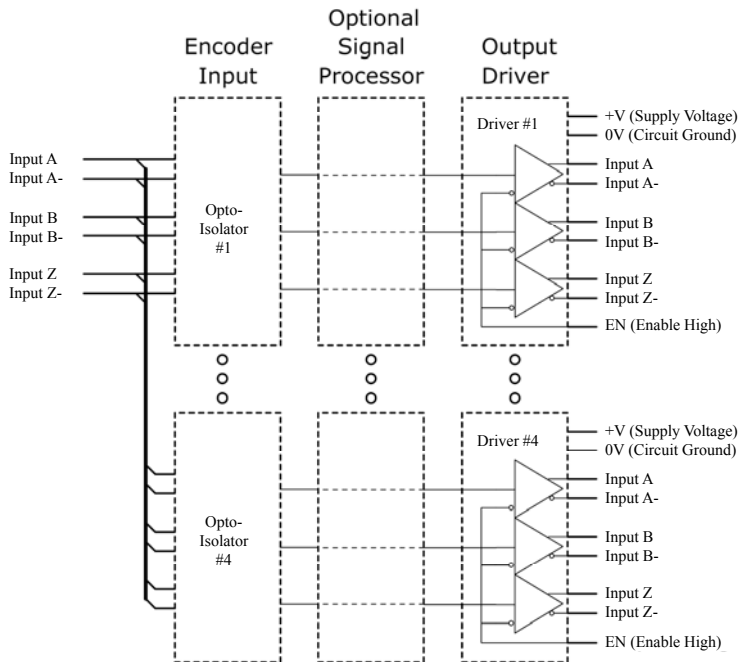 Encoder
Input
Optional
Signal
Processor
Output
Driver
Input A
Input A-
Input B
Input B-
Input Z
Input Z-
Opto-
Isolator
#1
Driver #1
+V (Supply Voltage)
0V (Circuit Ground)
Input A
Input A-
Input B
Input B-
Input Z
Input Z-
EN (Enable High)
Opto-
Isolator
#4
Driver #4
+V (Supply Voltage)
0V (Circuit Ground)
Input A
Input A-
Input B
Input B-
Input Z
Input Z-
EN (Enable High)